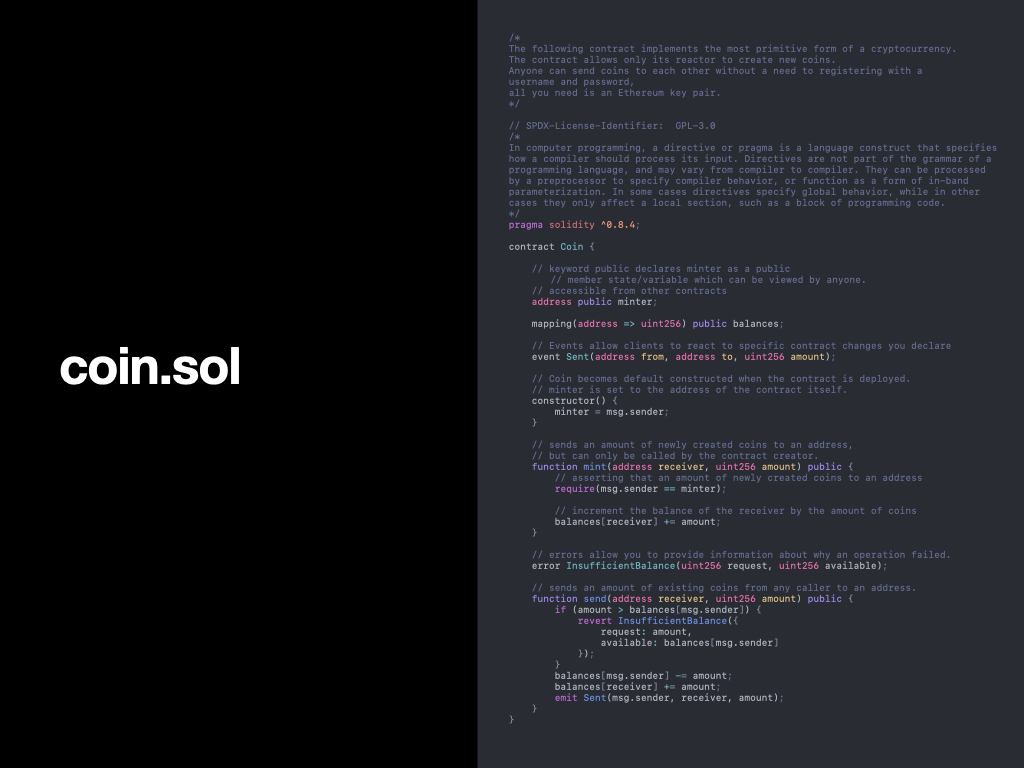 coin.sol
/*
The following contract implements the most primitive form of a cryptocurrency.
The contract allows only its reactor to create new coins.
Anyone can send coins to each other without a need to registering with a
username and password,
all you need is an Ethereum key pair.
*/

// SPDX-License-Identifier:  GPL-3.0
/*
In computer programming, a directive or pragma is a language construct that specifies
how a compiler should process its input. Directives are not part of the grammar of a
programming language, and may vary from compiler to compiler. They can be processed
by a preprocessor to specify compiler behavior, or function as a form of in-band
parameterization. In some cases directives specify global behavior, while in other
cases they only affect a local section, such as a block of programming code.
*/
pragma solidity ^0.8.4;

contract Coin {

    // keyword public declares minter as a public
       // member state/variable which can be viewed by anyone.
    // accessible from other contracts
    address public minter;

    mapping(address => uint256) public balances;

    // Events allow clients to react to specific contract changes you declare
    event Sent(address from, address to, uint256 amount);

    // Coin becomes default constructed when the contract is deployed.
    // minter is set to the address of the contract itself.
    constructor() {
        minter = msg.sender;
    }

    // sends an amount of newly created coins to an address,
    // but can only be called by the contract creator.
    function mint(address receiver, uint256 amount) public {
        // asserting that an amount of newly created coins to an address
        require(msg.sender == minter);

        // increment the balance of the receiver by the amount of coins
        balances[receiver] += amount;
    }

    // errors allow you to provide information about why an operation failed.
    error InsufficientBalance(uint256 request, uint256 available);

    // sends an amount of existing coins from any caller to an address.
    function send(address receiver, uint256 amount) public {
        if (amount > balances[msg.sender]) {
            revert InsufficientBalance({
                request: amount,
                available: balances[msg.sender]
            });
        }
        balances[msg.sender] -= amount;
        balances[receiver] += amount;
        emit Sent(msg.sender, receiver, amount);
    }
}